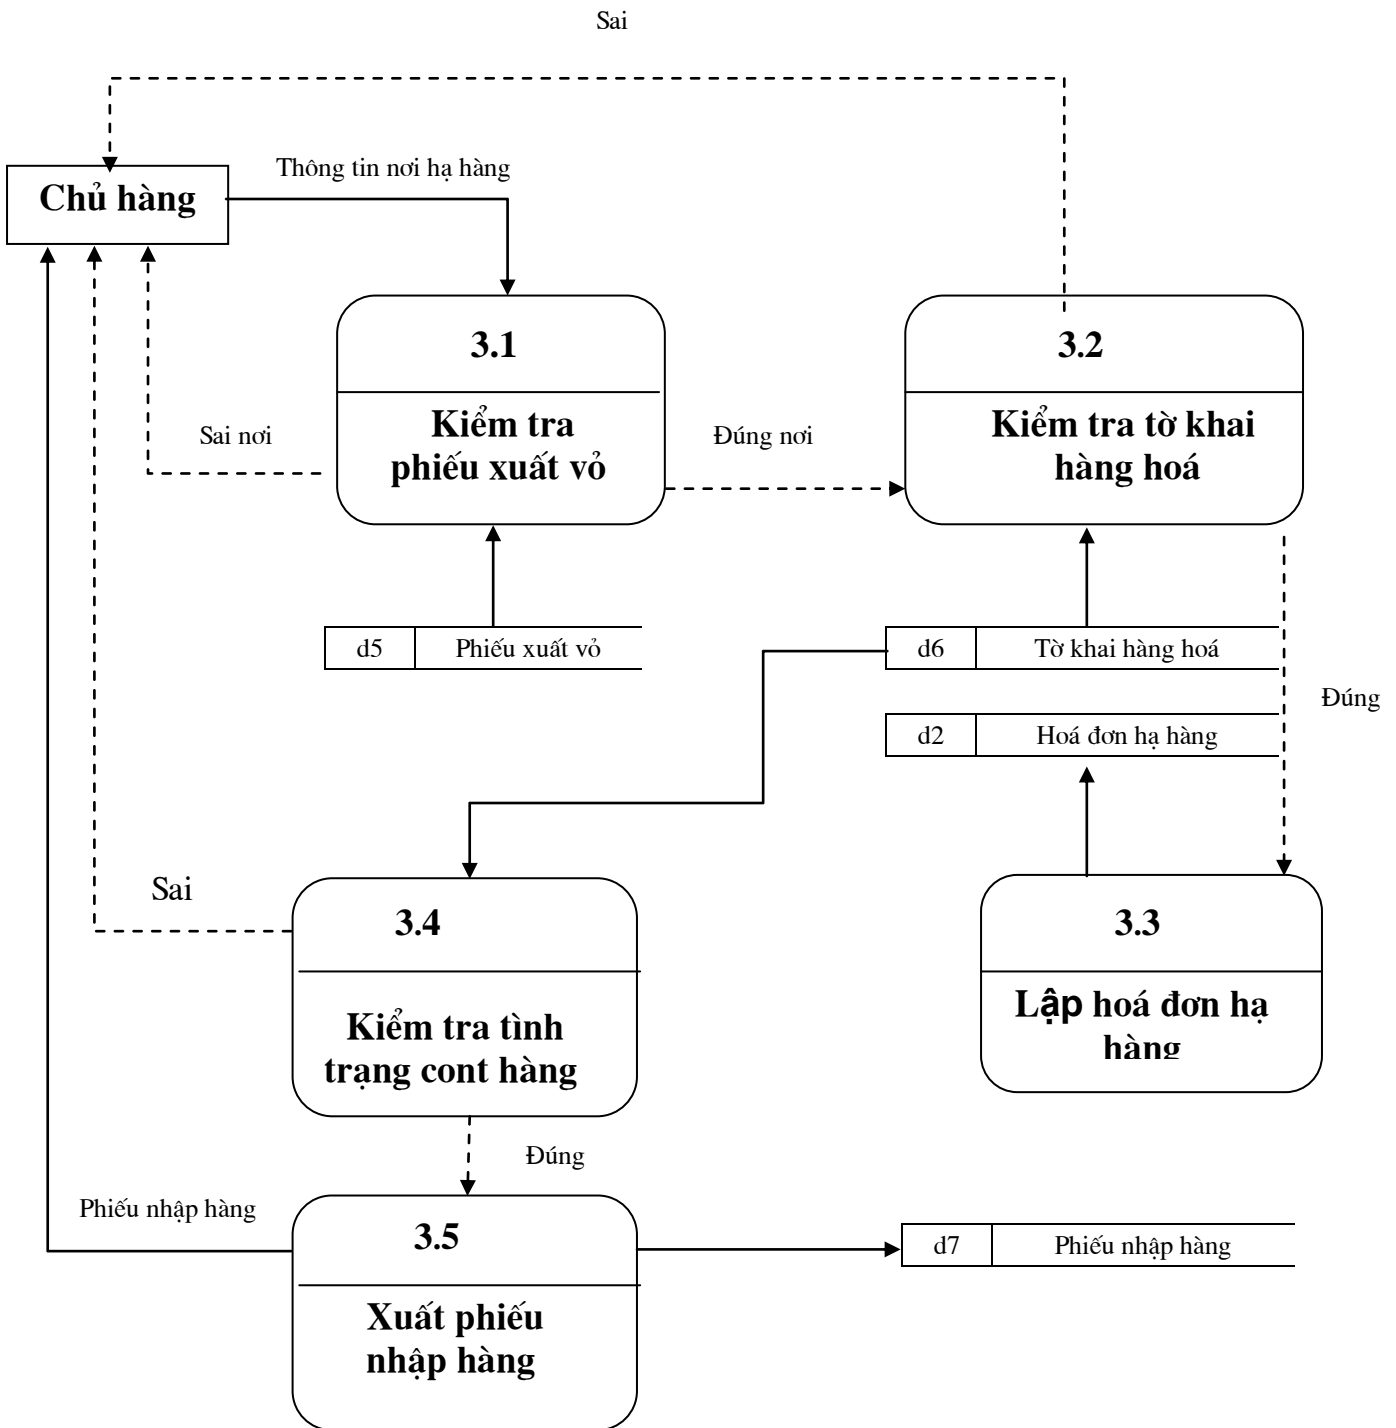 Sai
Thông tin nơi hạ hàng
Chủ hàng
3.1
3.2
Kiểm tra
phiếu xuất vỏ
Kiểm tra tờ khai
hàng hoá
Sai nơi
Đúng nơi
d5 Phiếu xuất vỏ
d6 Tờ khai hàng hoá
Đúng
d2 Hoá đơn hạ hàng
Sai
3.4
3.3
Kiểm tra tình
trạng cont hàng
Lập hoá đơn hạ
hàng
Đúng
Phiếu nhập hàng
3.5
d7 Phiếu nhập hàng
Xuất phiếu
nhập hàng